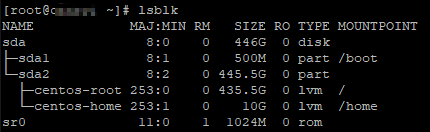 [root@c ~]# lsblk
NAME MAJ:MIN RM SIZE RO TYPE MOUNTPOINT
sda 8:0 0 446G 0 disk
├─sda1 8:1 0 500M 0 part /boot
└─sda2 8:2 0 445.5G 0 part
├─centos-root 253:0 0 435.5G 0 lvm /
└─centos-home 253:1 0 10G 0 lvm /home
sr0 11:0 1 1024M 0 rom